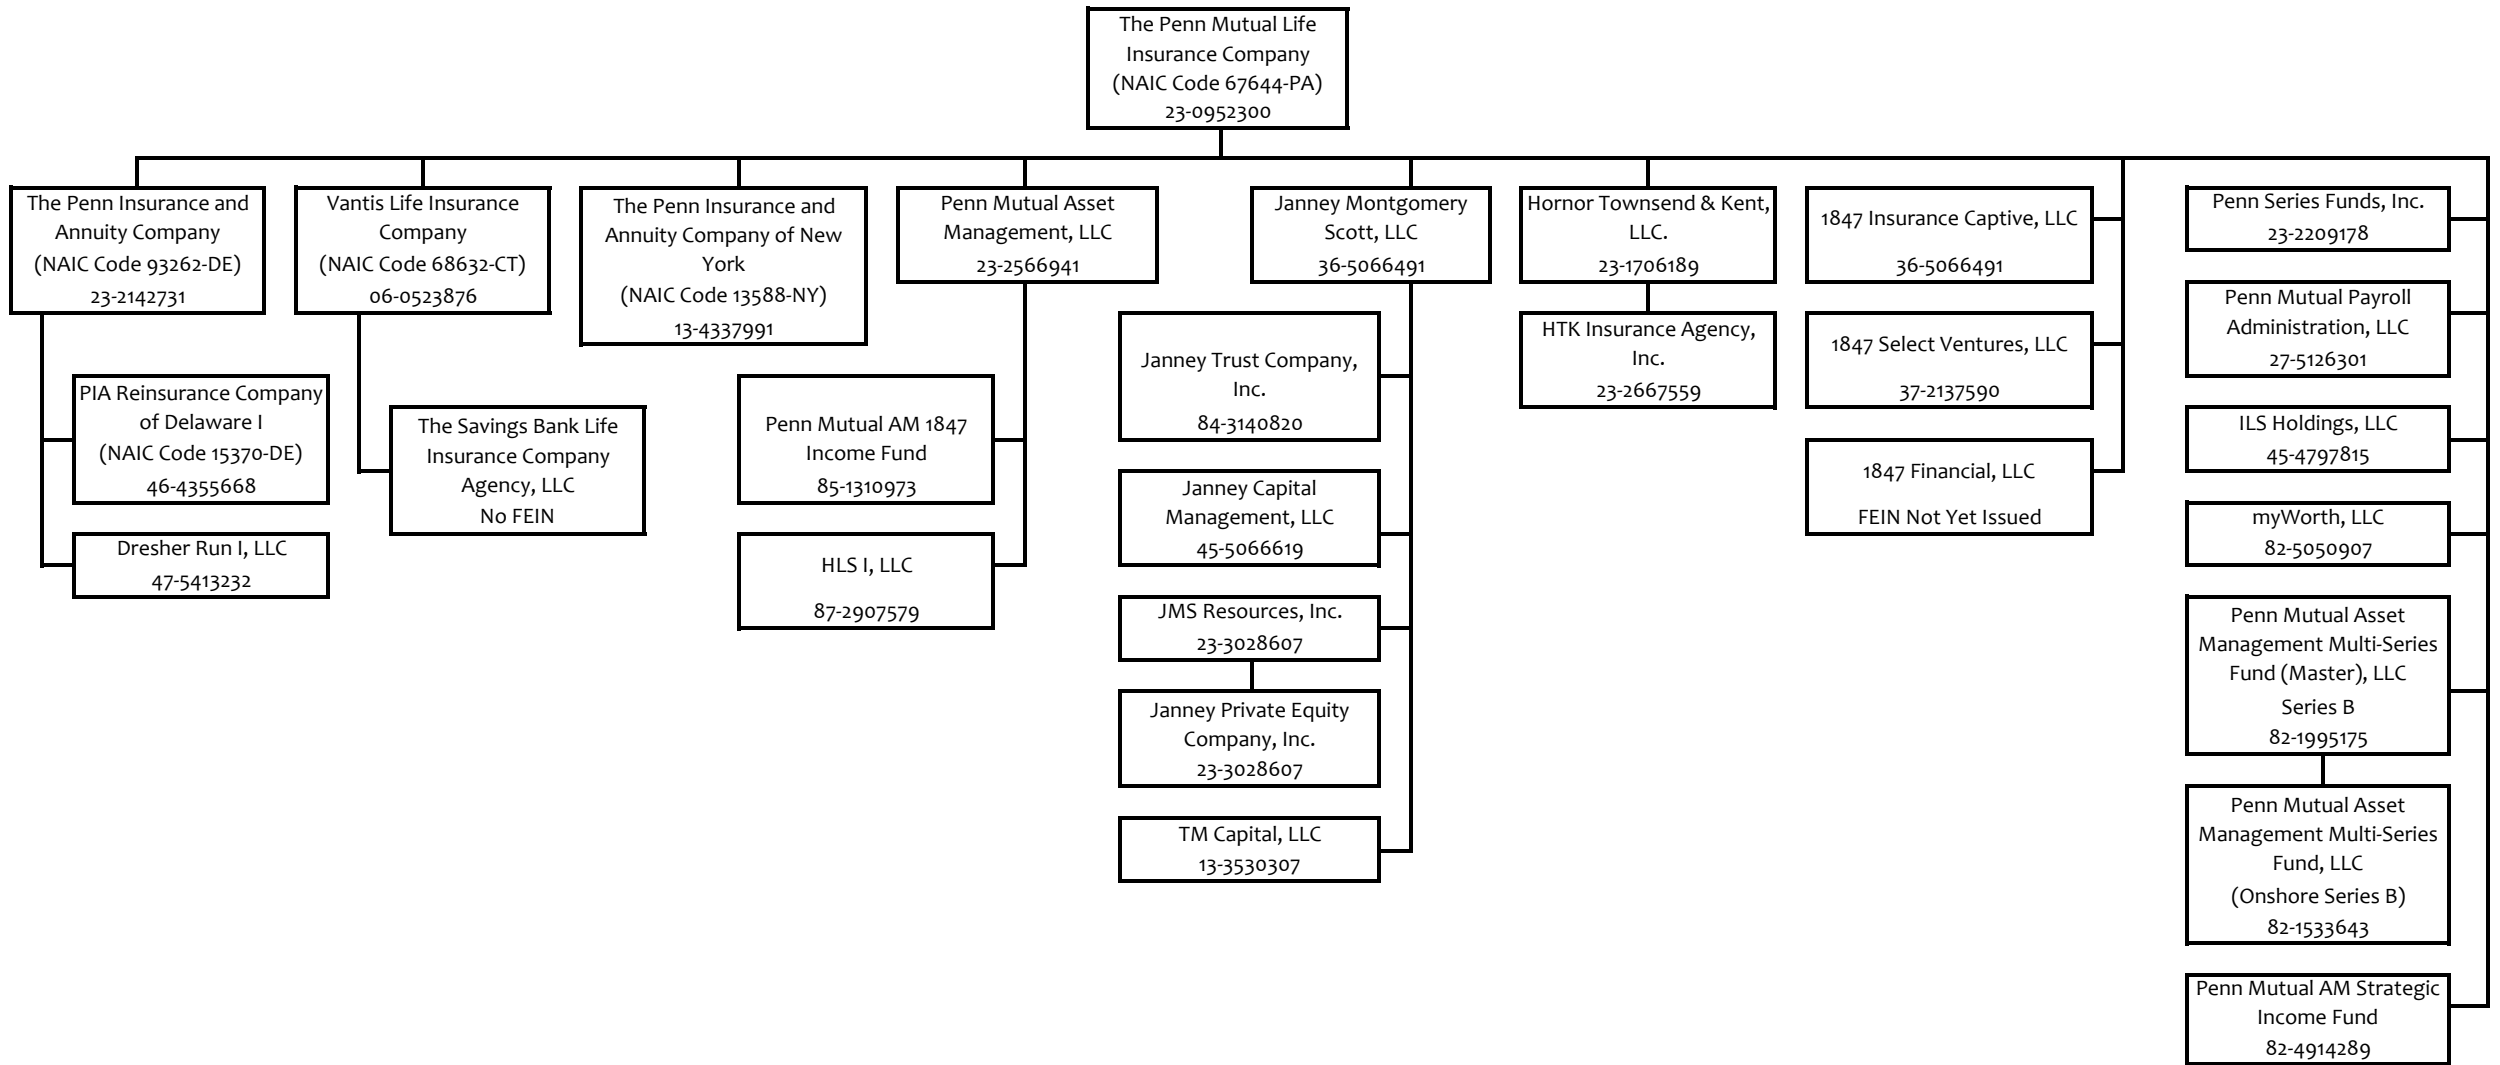 The Penn Mutual Life
Insurance Company
(NAIC Code 67644-PA)
23-0952300
The Penn Insurance and
Annuity Company
(NAIC Code 93262-DE)
23-2142731
PIA Reinsurance Company
of Delaware I
(NAIC Code 15370-DE)
46-4355668
Dresher Run I, LLC
47-5413232
Vantis Life Insurance
Company
(NAIC Code 68632-CT)
06-0523876
The Savings Bank Life
Insurance Company
Agency, LLC
No FEIN
The Penn Insurance and
Annuity Company of New
York
(NAIC Code 13588-NY)
13-4337991
Penn Mutual Asset
Management, LLC
23-2566941
Penn Mutual AM 1847
Income Fund
85-1310973
HLS I, LLC
87-2907579
Janney Montgomery
Scott, LLC
36-5066491
Janney Trust Company,
Inc.
84-3140820
Janney Capital
Management, LLC
45-5066619
JMS Resources, Inc.
23-3028607
Janney Private Equity
Company, Inc.
23-3028607
TM Capital, LLC
13-3530307
Hornor Townsend & Kent,
LLC.
23-1706189
HTK Insurance Agency,
Inc.
23-2667559
1847 Insurance Captive, LLC
36-5066491
1847 Select Ventures, LLC
37-2137590
1847 Financial, LLC
FEIN Not Yet Issued
Penn Series Funds, Inc.
23-2209178
Penn Mutual Payroll
Administration, LLC
27-5126301
ILS Holdings, LLC
45-4797815
myWorth, LLC
82-5050907
Penn Mutual Asset
Management Multi-Series
Fund (Master), LLC
Series B
82-1995175
Penn Mutual Asset
Management Multi-Series
Fund, LLC
(Onshore Series B)
82-1533643
Penn Mutual AM Strategic
Income Fund
82-4914289